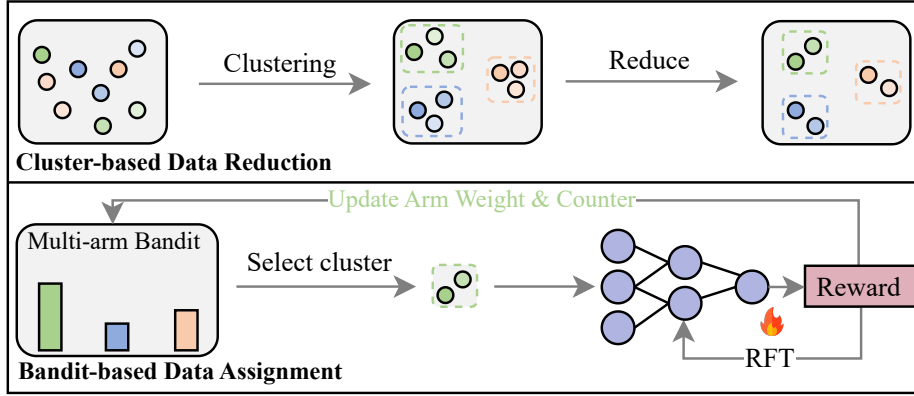 Clustering
Reduce
Cluster-based Data Reduction
Update Arm Weight & Counter
Multi-arm Bandit
Select cluster
Reward
RFT
Bandit-based Data Assignment